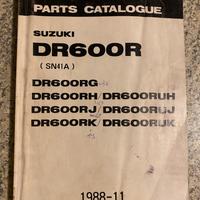 PARTS CATALOGUE
SUZUKI
DR600R
(SN41A)
DR600RG
DR600RH/DR600RUH
DR600RJ/DR600RUJ
DR600RK/DR600RUK
1988-11